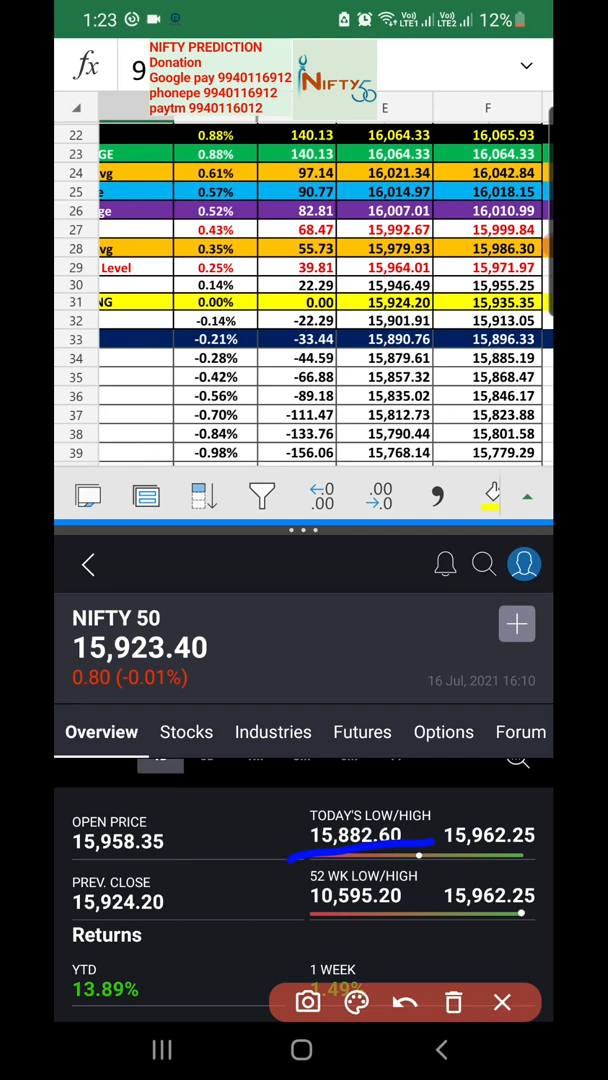 1:23 Vo)) LTE1 Vo)) LTE2 12%
fx 9
NIFTY PREDICTION
Donation
Google pay 9940116912
phonepe 9940116912
paytm 9940116012
NIFTY50
E F
22 0.88% 140.13 16,064.33 16,065.93
23 GE 0.88% 140.13 16,064.33 16,064.33
24 vg 0.61% 97.14 16,021.34 16,042.84
25 e 0.57% 90.77 16,014.97 16,018.15
26 ge 0.52% 82.81 16,007.01 16,010.99
27 0.43% 68.47 15,992.67 15,999.84
28 vg 0.35% 55.73 15,979.93 15,986.30
29 Level 0.25% 39.81 15,964.01 15,971.97
30 0.14% 22.29 15,946.49 15,955.25
31 NG 0.00% 0.00 15,924.20 15,935.35
32 -0.14% -22.29 15,901.91 15,913.05
33 -0.21% -33.44 15,890.76 15,896.33
34 -0.28% -44.59 15,879.61 15,885.19
35 -0.42% -66.88 15,857.32 15,868.47
36 -0.56% -89.18 15,835.02 15,846.17
37 -0.70% -111.47 15,812.73 15,823.88
38 -0.84% -133.76 15,790.44 15,801.58
39 -0.98% -156.06 15,768.14 15,779.29
←.0 .00
.00 →.0
NIFTY 50
15,923.40
0.80 (-0.01%)
16 Jul, 2021 16:10
Overview Stocks Industries Futures Options Forum
OPEN PRICE
15,958.35
TODAY'S LOW/HIGH
15,882.60 15,962.25
PREV. CLOSE
15,924.20
52 WK LOW/HIGH
10,595.20 15,962.25
Returns
YTD
13.89%
1 WEEK
1.49%